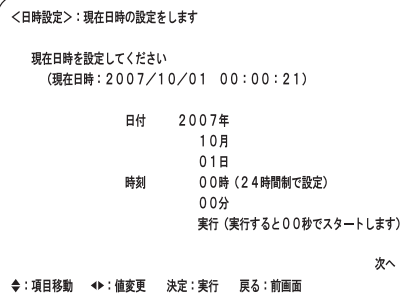 ＜日時設定＞：現在日時の設定をします
現在日時を設定してください
（現在日時：２００７／１０／０１　００：００：２１）
日付　２００７年
１０月
０１日
時刻　００時（２４時間制で設定）
００分
実行（実行すると００秒でスタートします）
次へ
◆：項目移動　◀▶：値変更　決定：実行　戻る：前画面